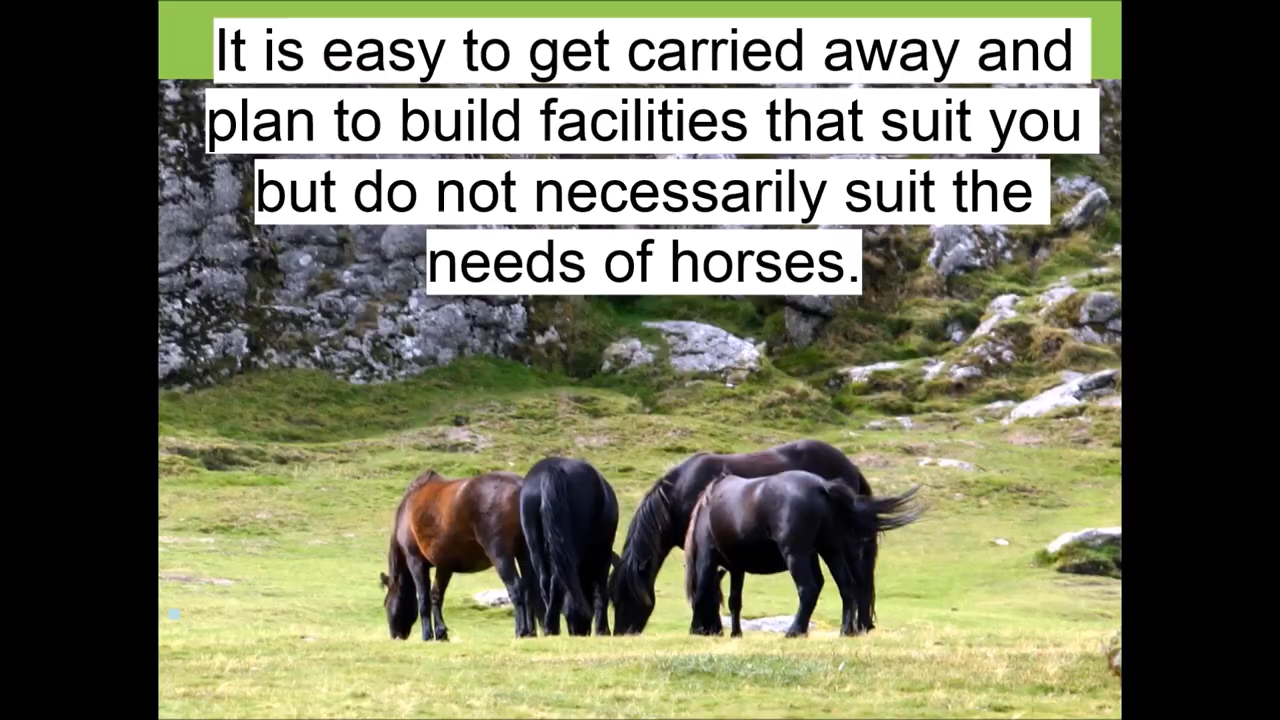 It is easy to get carried away and
plan to build facilities that suit you
but do not necessarily suit the
needs of horses.